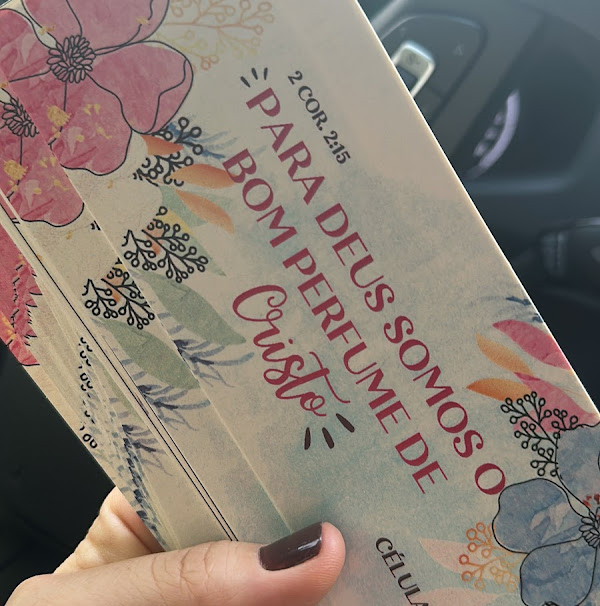 2 COR. 2:15
PARA DEUS SOMOS O
BOM PERFUME DE
Cristo
CÉLULA